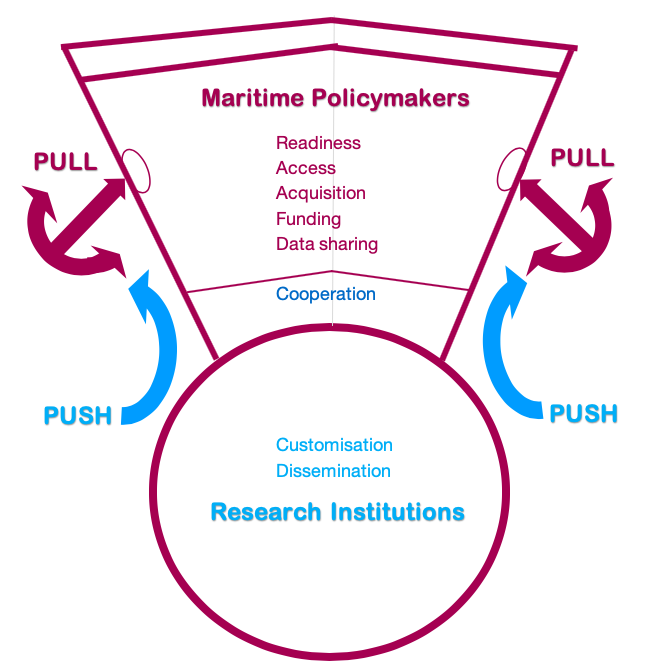 Maritime Policymakers
Readiness
Access
Acquisition
Funding
Data sharing
PULL
PULL
Cooperation
PUSH
PUSH
Customisation
Dissemination
Research Institutions